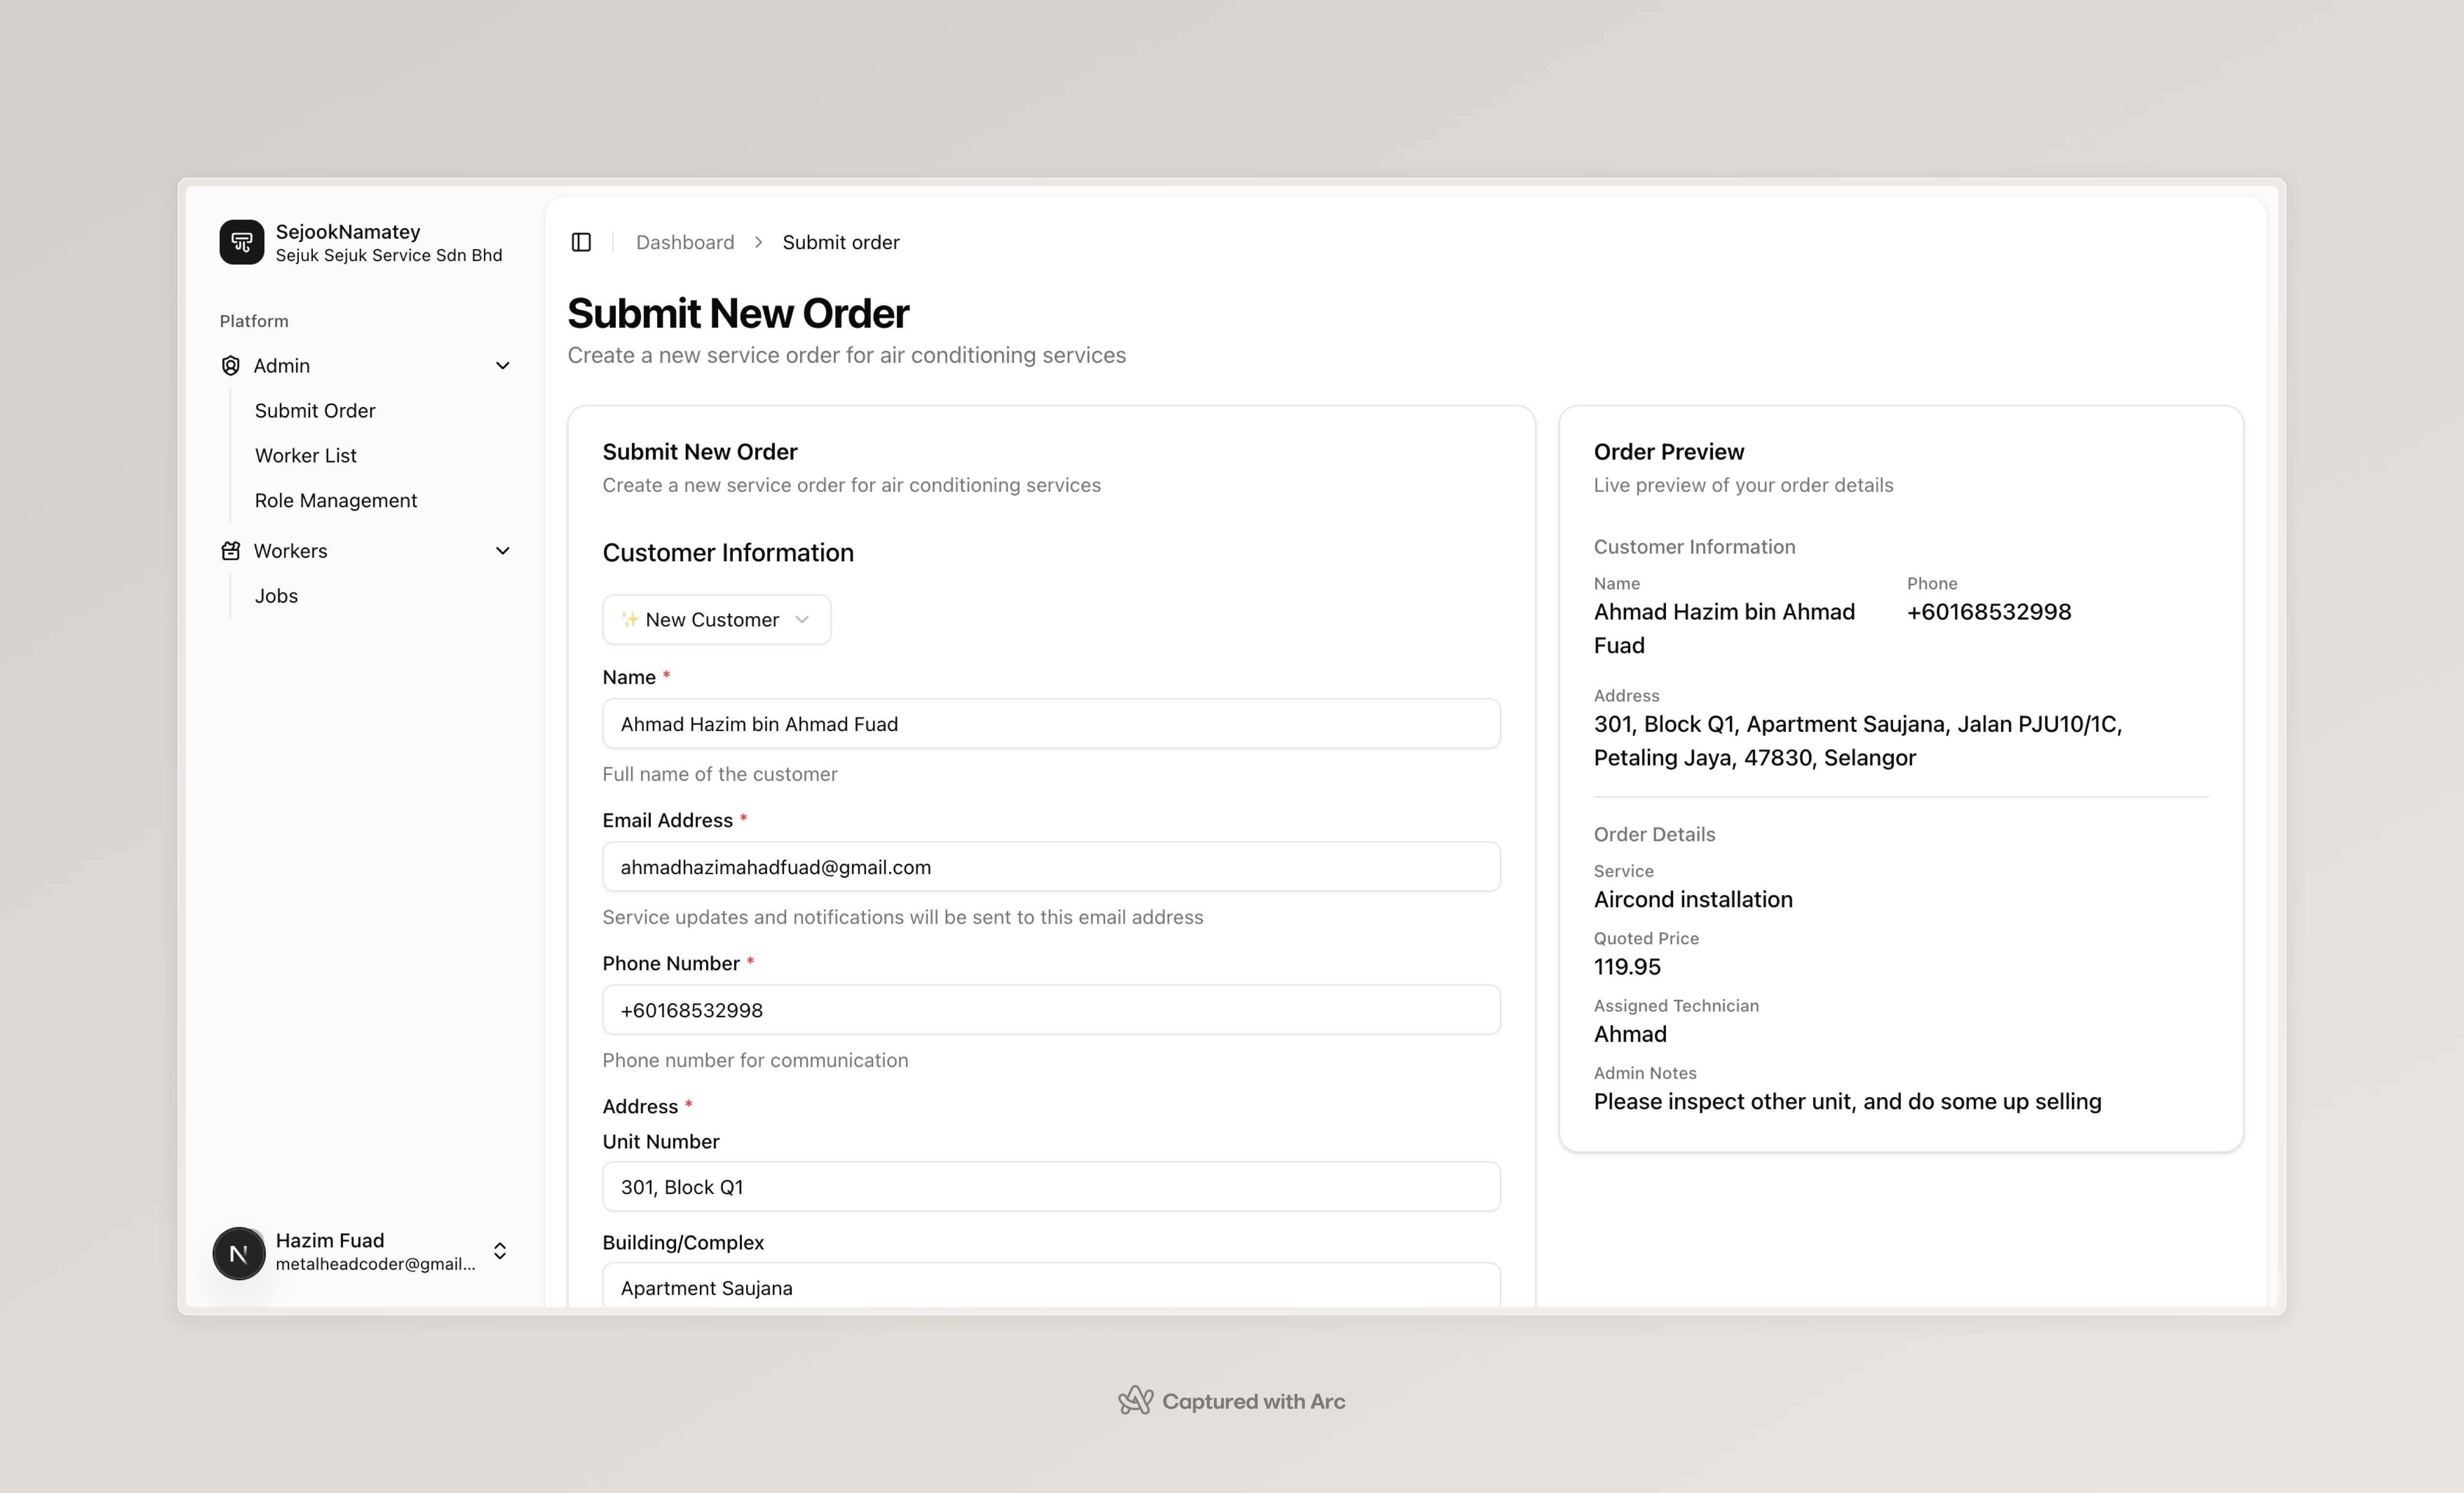 SejookNamatey
Sejuk Sejuk Service Sdn Bhd
Platform
Admin
Submit Order
Worker List
Role Management
Workers
Jobs
N
Hazim Fuad
metalheadcoder@gmail...
Dashboard
Submit order
Submit New Order
Create a new service order for air conditioning services
Submit New Order
Create a new service order for air conditioning services
Customer Information
✨ New Customer
Name *
Ahmad Hazim bin Ahmad Fuad
Full name of the customer
Email Address *
ahmadhazimahadfuad@gmail.com
Service updates and notifications will be sent to this email address
Phone Number *
+60168532998
Phone number for communication
Address *
Unit Number
301, Block Q1
Building/Complex
Apartment Saujana
Order Preview
Live preview of your order details
Customer Information
Name
Ahmad Hazim bin Ahmad
Fuad
Phone
+60168532998
Address
301, Block Q1, Apartment Saujana, Jalan PJU10/1C,
Petaling Jaya, 47830, Selangor
Order Details
Service
Aircond installation
Quoted Price
119.95
Assigned Technician
Ahmad
Admin Notes
Please inspect other unit, and do some up selling
Captured with Arc